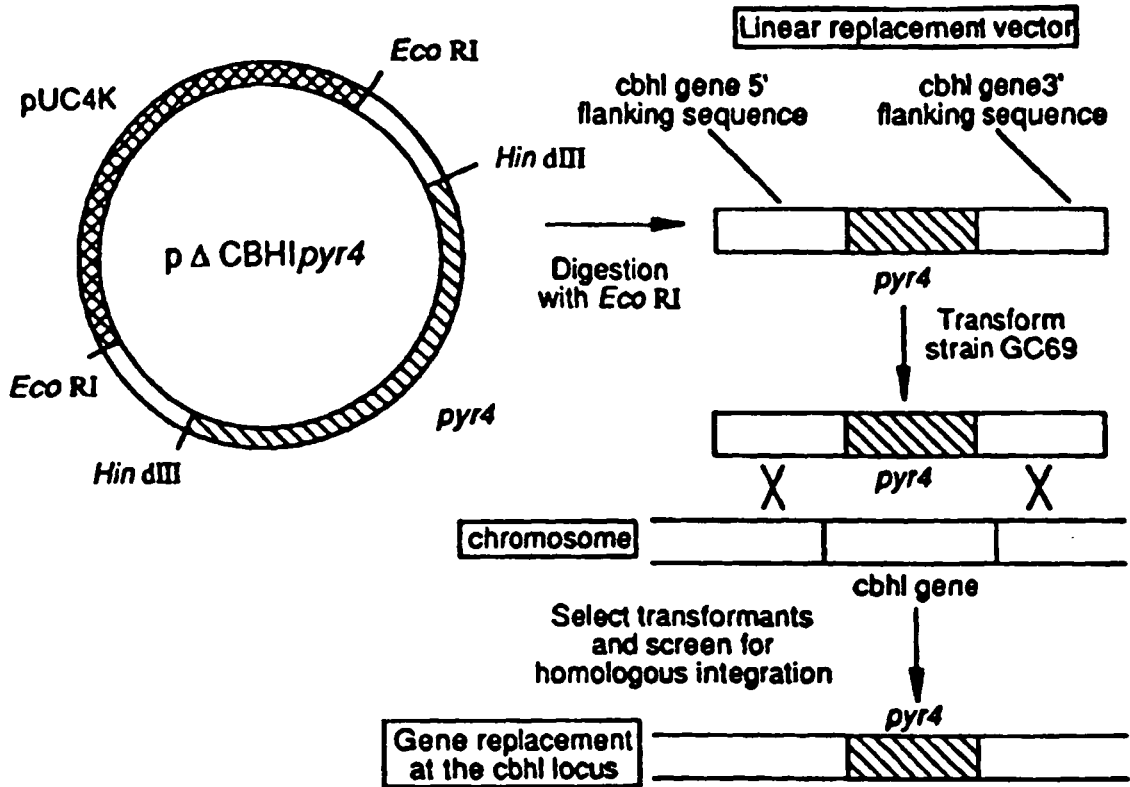 Linear replacement vector
Eco RI
pUC4K
cbhI gene 5'
flanking sequence
cbhI gene3'
flanking sequence
Hin dIII
p Δ CBHIpyr4
Digestion
with Eco RI
pyr4
Transform
strain GC69
Eco RI
pyr4
Hin dIII
pyr4
X
X
chromosome
cbhI gene
Select transformants
and screen for
homologous integration
pyr4
Gene replacement
at the cbhI locus